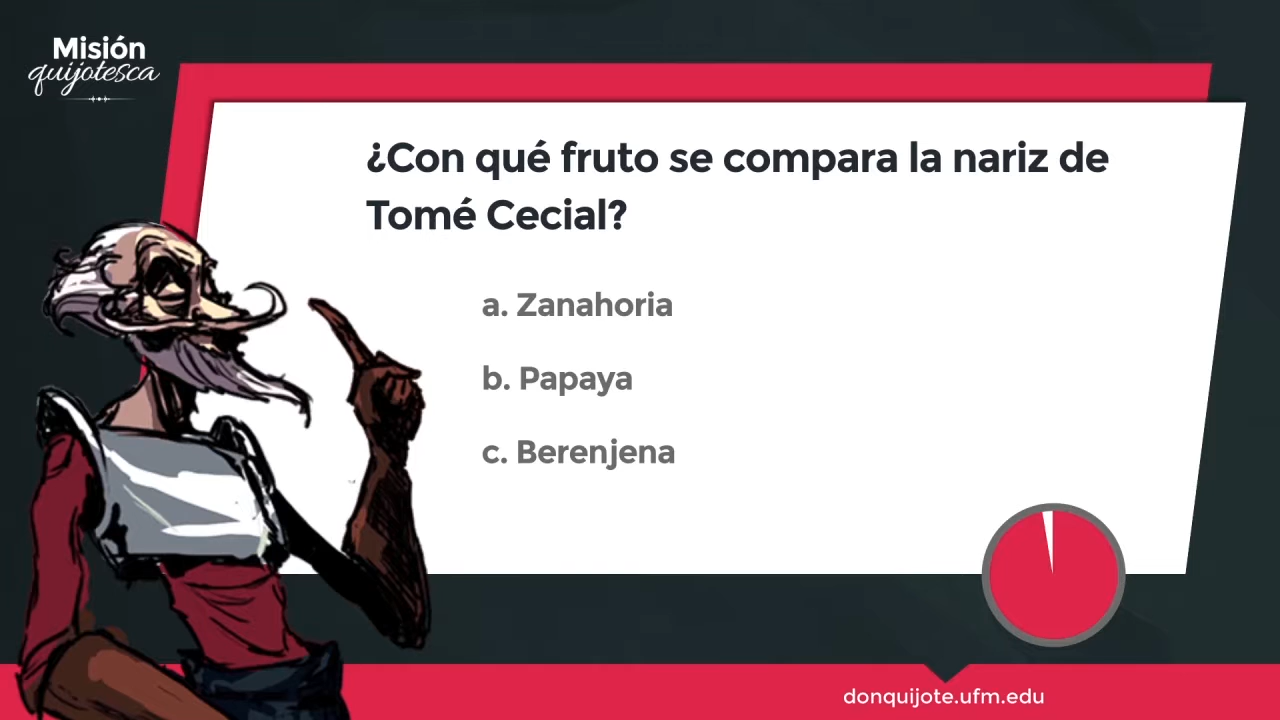 Misión
quijotesca
¿Con qué fruto se compara la nariz de
Tomé Cecial?
a. Zanahoria
b. Papaya
c. Berenjena
donquijote.ufm.edu